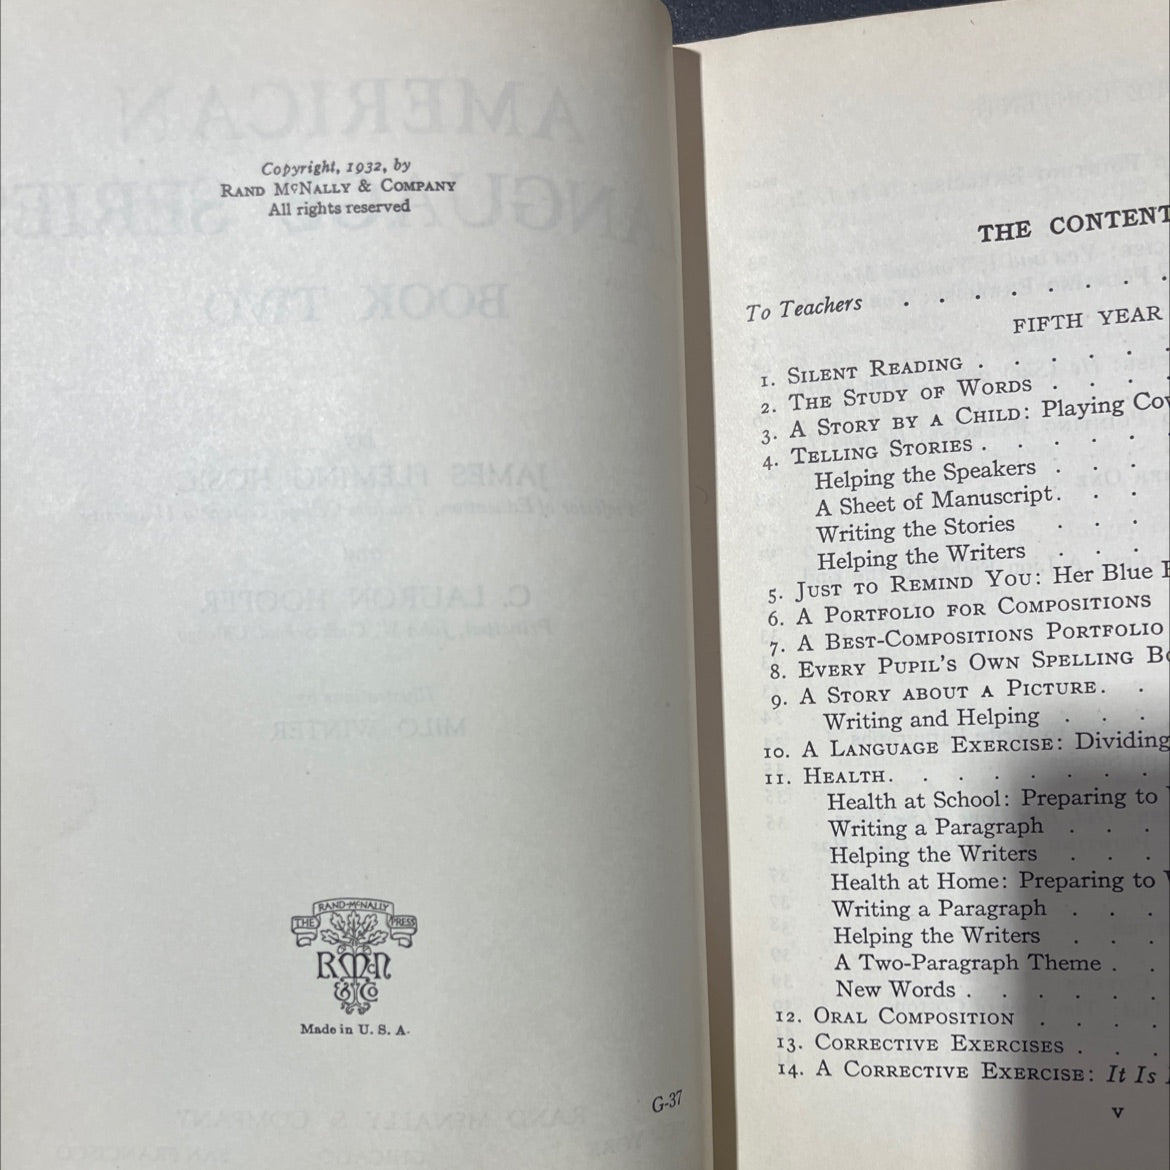 Copyright, 1932, by
RAND MCNALLY & COMPANY
All rights reserved
RAND-MCNALLY
THE PRESS
RMCN
& Co
Made in U. S. A.
G-37
THE CONTENT
To Teachers . . . . . . . .
FIFTH YEAR
1. SILENT READING . . . . . .
2. THE STUDY OF WORDS . . . .
3. A STORY BY A CHILD: Playing Cov
4. TELLING STORIES . . . . . .
Helping the Speakers . . .
A Sheet of Manuscript . . .
Writing the Stories . . .
Helping the Writers . . .
5. JUST TO REMIND YOU: Her Blue
6. A PORTFOLIO FOR COMPOSITIONS
7. A BEST-COMPOSITIONS PORTFOLIO
8. EVERY PUPIL'S OWN SPELLING Bo
9. A STORY ABOUT A PICTURE . .
Writing and Helping . . .
10. A LANGUAGE EXERCISE: Dividing
11. HEALTH . . . . . . . .
Health at School: Preparing to
Writing a Paragraph . . .
Helping the Writers . . .
Health at Home: Preparing to
Writing a Paragraph . . .
Helping the Writers . . .
A Two-Paragraph Theme . .
New Words . . . . . .
12. ORAL COMPOSITION . . . .
13. CORRECTIVE EXERCISES . . .
14. A CORRECTIVE EXERCISE: It Is
v